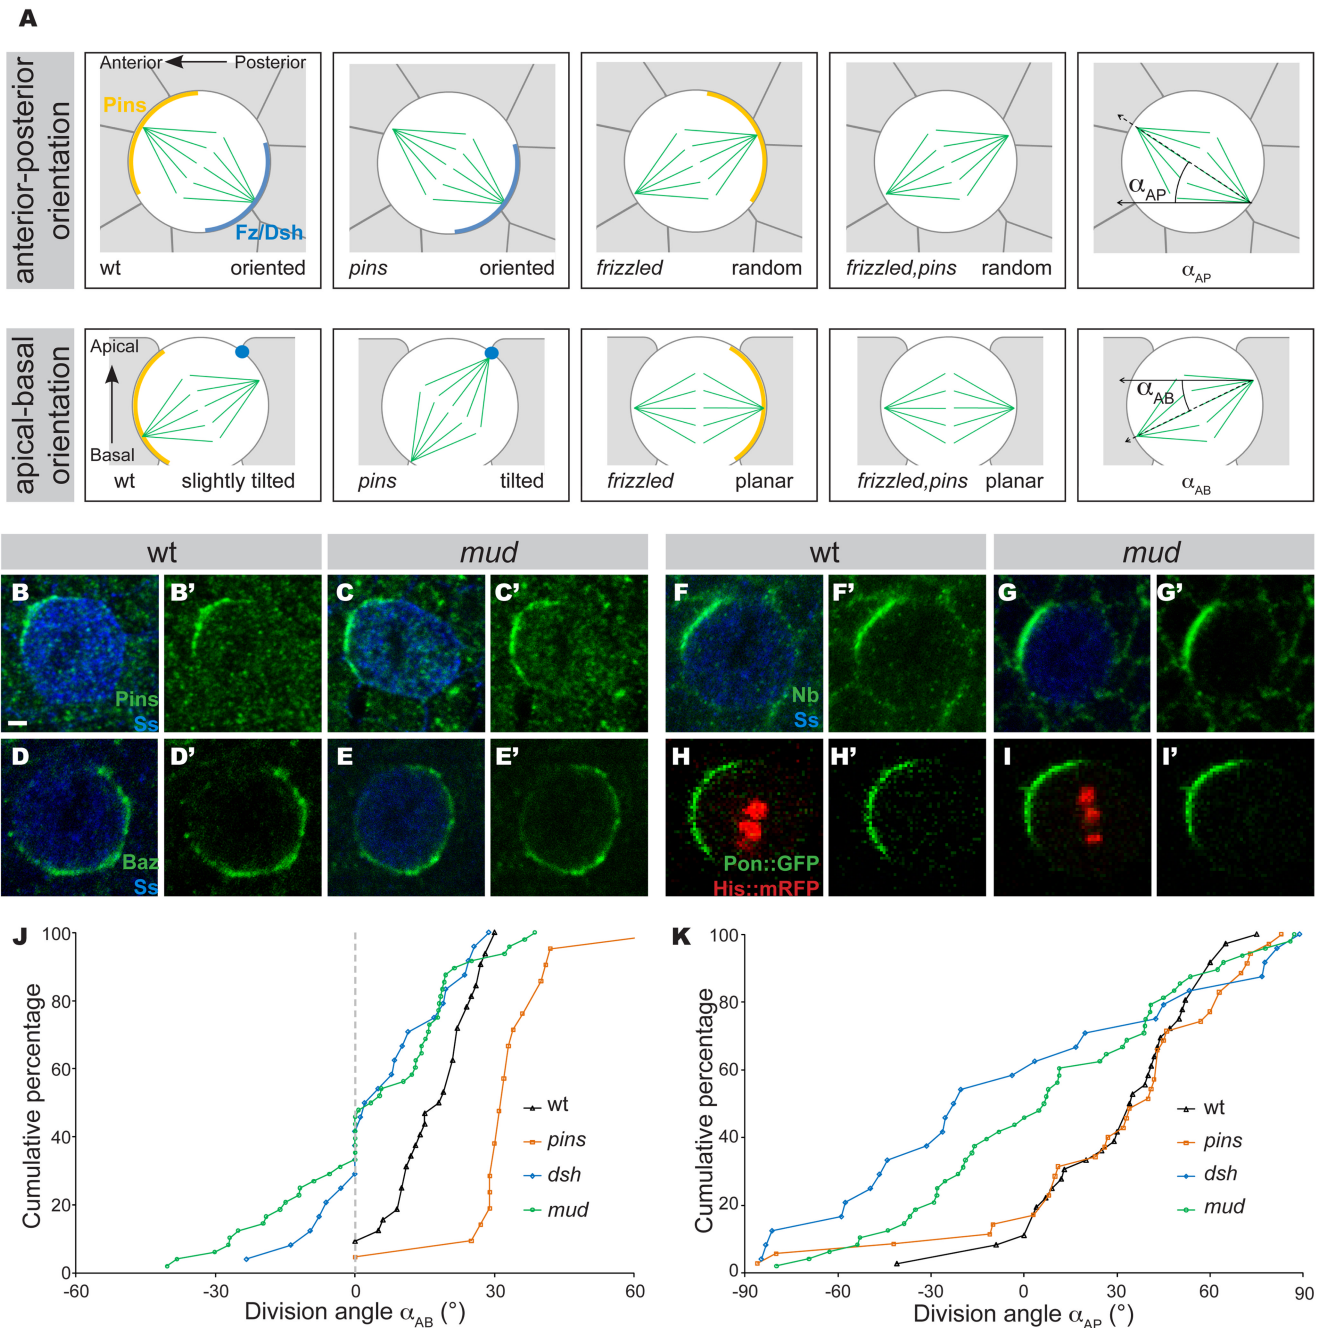 A
anterior-posterior
orientation
Anterior Posterior
Pins
Fz/Dsh
wt oriented
pins oriented
frizzled random
frizzled,pins random
αAP
αAP
apical-basal
orientation
Apical
Basal
wt slightly tilted
pins tilted
frizzled planar
frizzled,pins planar
αAB
αAB
wt mud wt mud
B B’ C C’ F F’ G G’
Pins
Ss
Nb
Ss
D D’ E E’ H H’ I I’
Baz
Ss
Pon::GFP
His::mRFP
J
Cumulative percentage
100
80
60
40
20
0
-60 -30 0 30 60
Division angle αAB (°)
wt
pins
dsh
mud
K
Cumulative percentage
100
80
60
40
20
0
-90 -60 -30 0 30 60 90
Division angle αAP (°)
wt
pins
dsh
mud